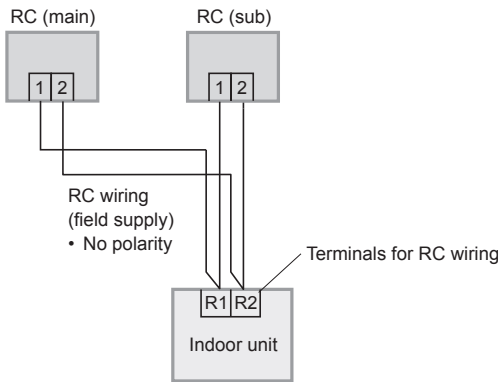 RC (main)
RC (sub)
1 2
1 2
RC wiring
(field supply)
• No polarity
Terminals for RC wiring
R1 R2
Indoor unit